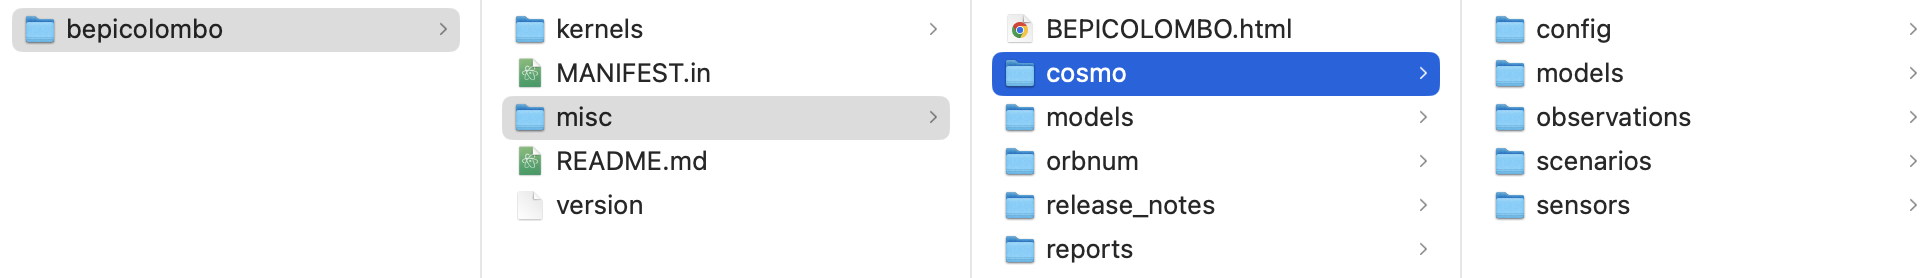 bepicolombo
kernels
MANIFEST.in
misc
README.md
version
BEPICOLOMBO.html
cosmo
models
orbnum
release_notes
reports
config
models
observations
scenarios
sensors